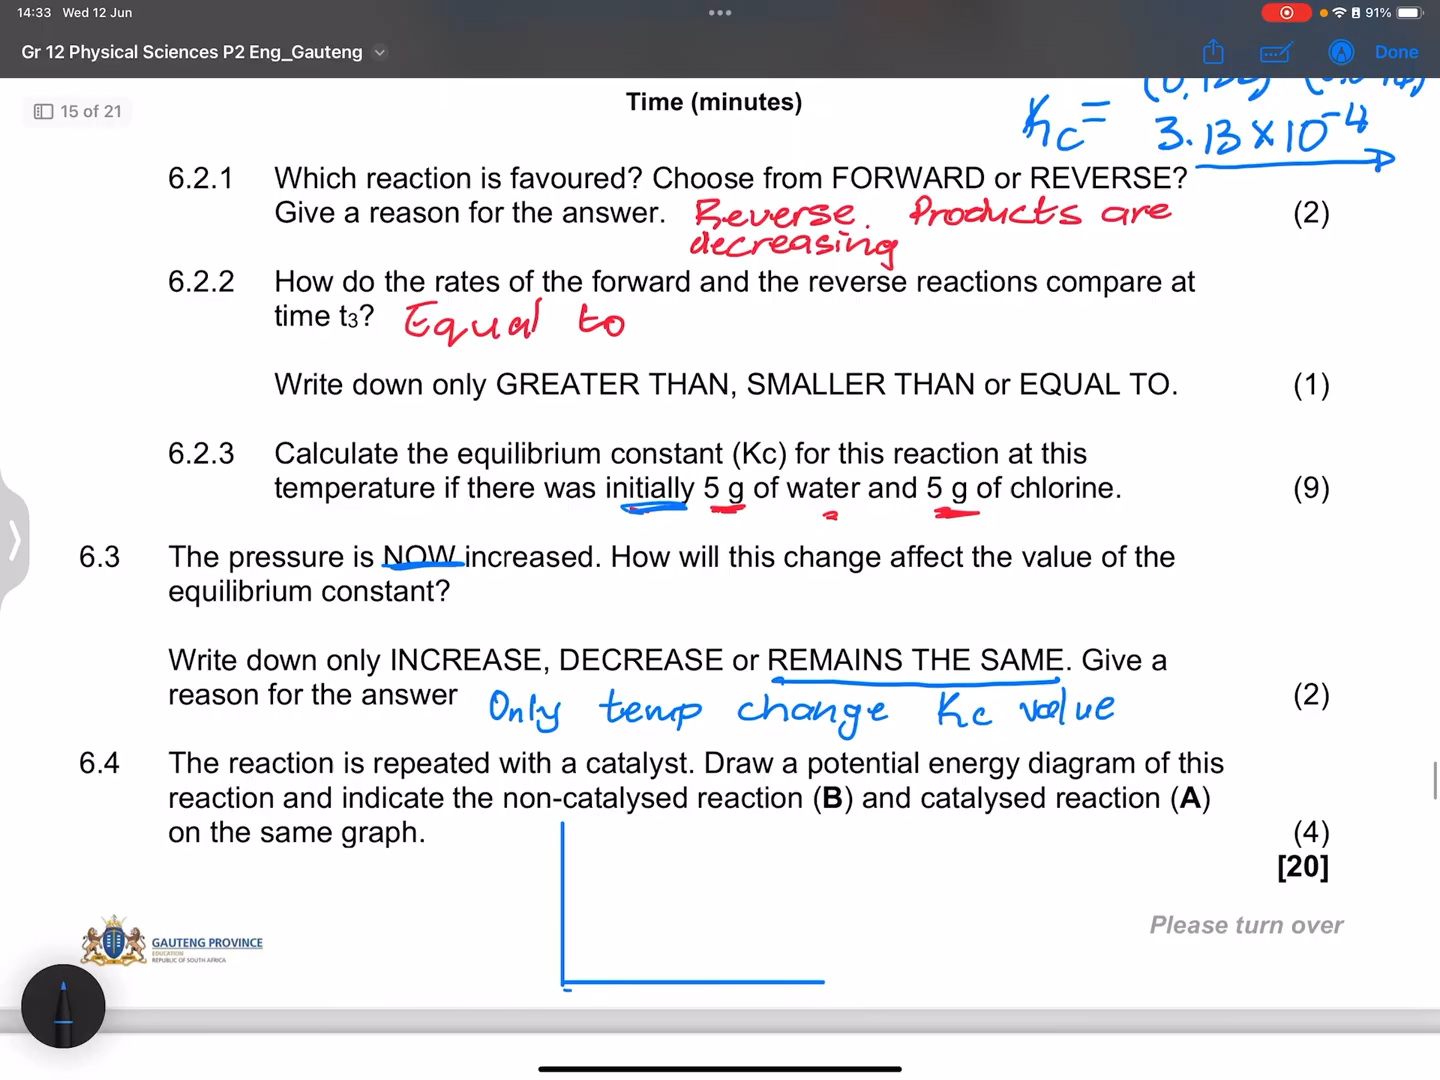 14:33 Wed 12 Jun
91%
Gr 12 Physical Sciences P2 Eng_Gauteng
Done
15 of 21
Time (minutes)
Kc =
3.13 × 10⁻⁴
6.2.1 Which reaction is favoured? Choose from FORWARD or REVERSE?
Give a reason for the answer. Reverse. Products are (2)
decreasing
6.2.2 How do the rates of the forward and the reverse reactions compare at
time t₃? Equal to
Write down only GREATER THAN, SMALLER THAN or EQUAL TO. (1)
6.2.3 Calculate the equilibrium constant (Kc) for this reaction at this
temperature if there was initially 5 g of water and 5 g of chlorine. (9)
6.3 The pressure is NOW increased. How will this change affect the value of the
equilibrium constant?
Write down only INCREASE, DECREASE or REMAINS THE SAME. Give a
reason for the answer Only temp change Kc value (2)
6.4 The reaction is repeated with a catalyst. Draw a potential energy diagram of this
reaction and indicate the non-catalysed reaction (B) and catalysed reaction (A)
on the same graph. (4)
[20]
Please turn over
GAUTENG PROVINCE
EDUCATION
REPUBLIC OF SOUTH AFRICA